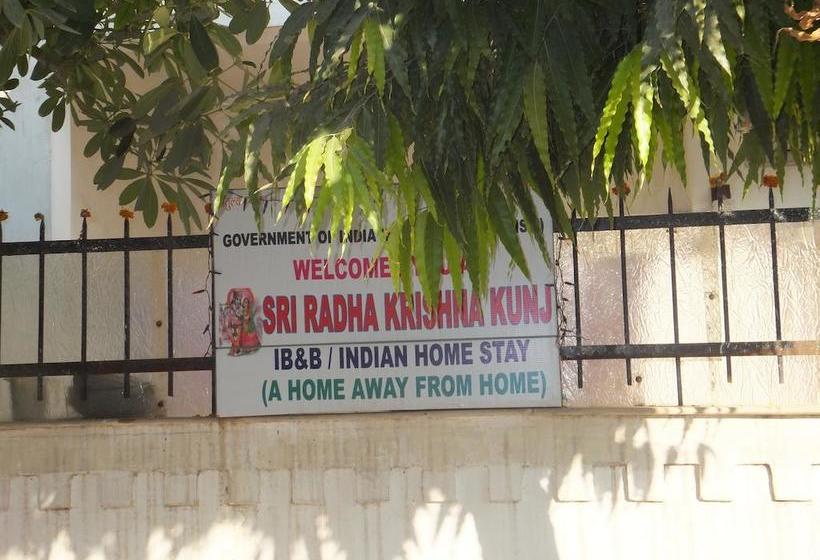 GOVERNMENT OF INDIA
WELCOME
SRI RADHA KRISHNA KUNJ
IB&B / INDIAN HOME STAY
(A HOME AWAY FROM HOME)